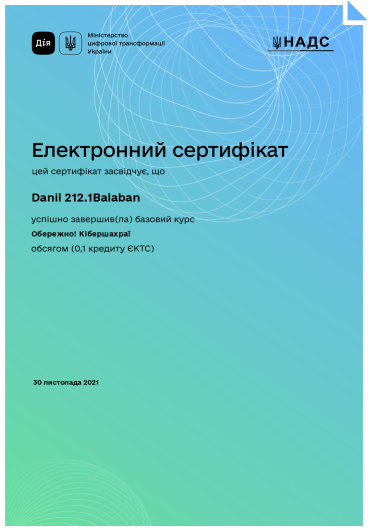 Дія
Міністерство
цифрової трансформації
України
НАДС
Електронний сертифікат
цей сертифікат засвідчує, що
Danil 212.1Balaban
успішно завершив(ла) базовий курс
Обережно! Кібершахраї
обсягом (0,1 кредиту ЄКТС)
30 листопада 2021